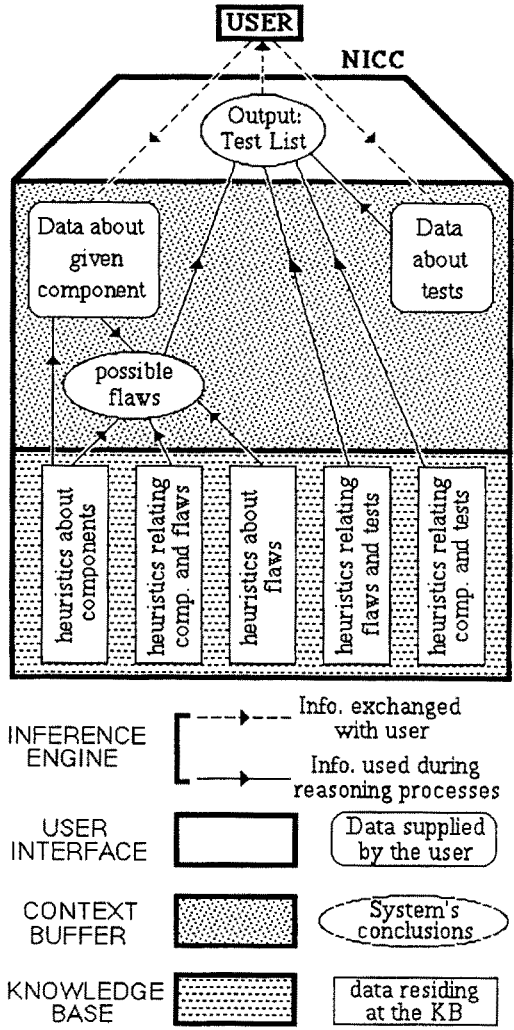 USER
NICC
Output:
Test List
Data about
given
component
Data
about
tests
possible
flaws
heuristics about
components
heuristics relating
comp. and flaws
heuristics about
flaws
heuristics relating
flaws and tests
heuristics relating
comp. and tests
INFERENCE
ENGINE
Info. exchanged
with user
Info. used during
reasoning processes
USER
INTERFACE
Data supplied
by the user
CONTEXT
BUFFER
System's
conclusions
KNOWLEDGE
BASE
data residing
at the KB